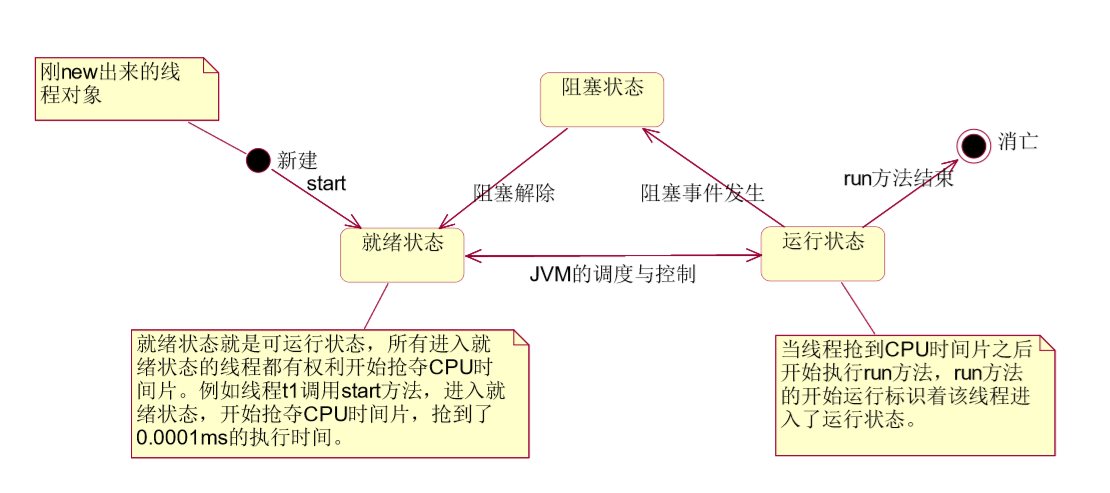 刚new出来的线
程对象
阻塞状态
新建
消亡
start
run方法结束
阻塞解除
阻塞事件发生
就绪状态
运行状态
JVM的调度与控制
就绪状态就是可运行状态，所有进入就
绪状态的线程都有权利开始抢夺CPU时
间片。例如线程t1调用start方法，进入就
绪状态，开始抢夺CPU时间片，抢到了
0.0001ms的执行时间。
当线程抢到CPU时间片之后
开始执行run方法，run方法
的开始运行标识着该线程进
入了运行状态。